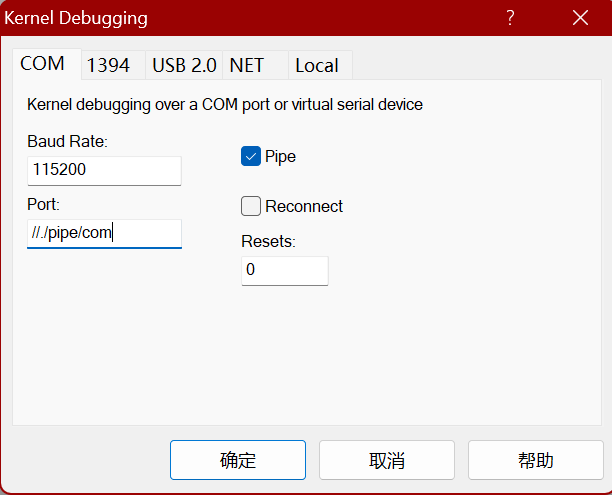 Kernel Debugging
COM 1394 USB 2.0 NET Local
Kernel debugging over a COM port or virtual serial device
Baud Rate:
115200
Pipe
Port:
Reconnect
//./pipe/com
Resets:
0
确定 取消 帮助